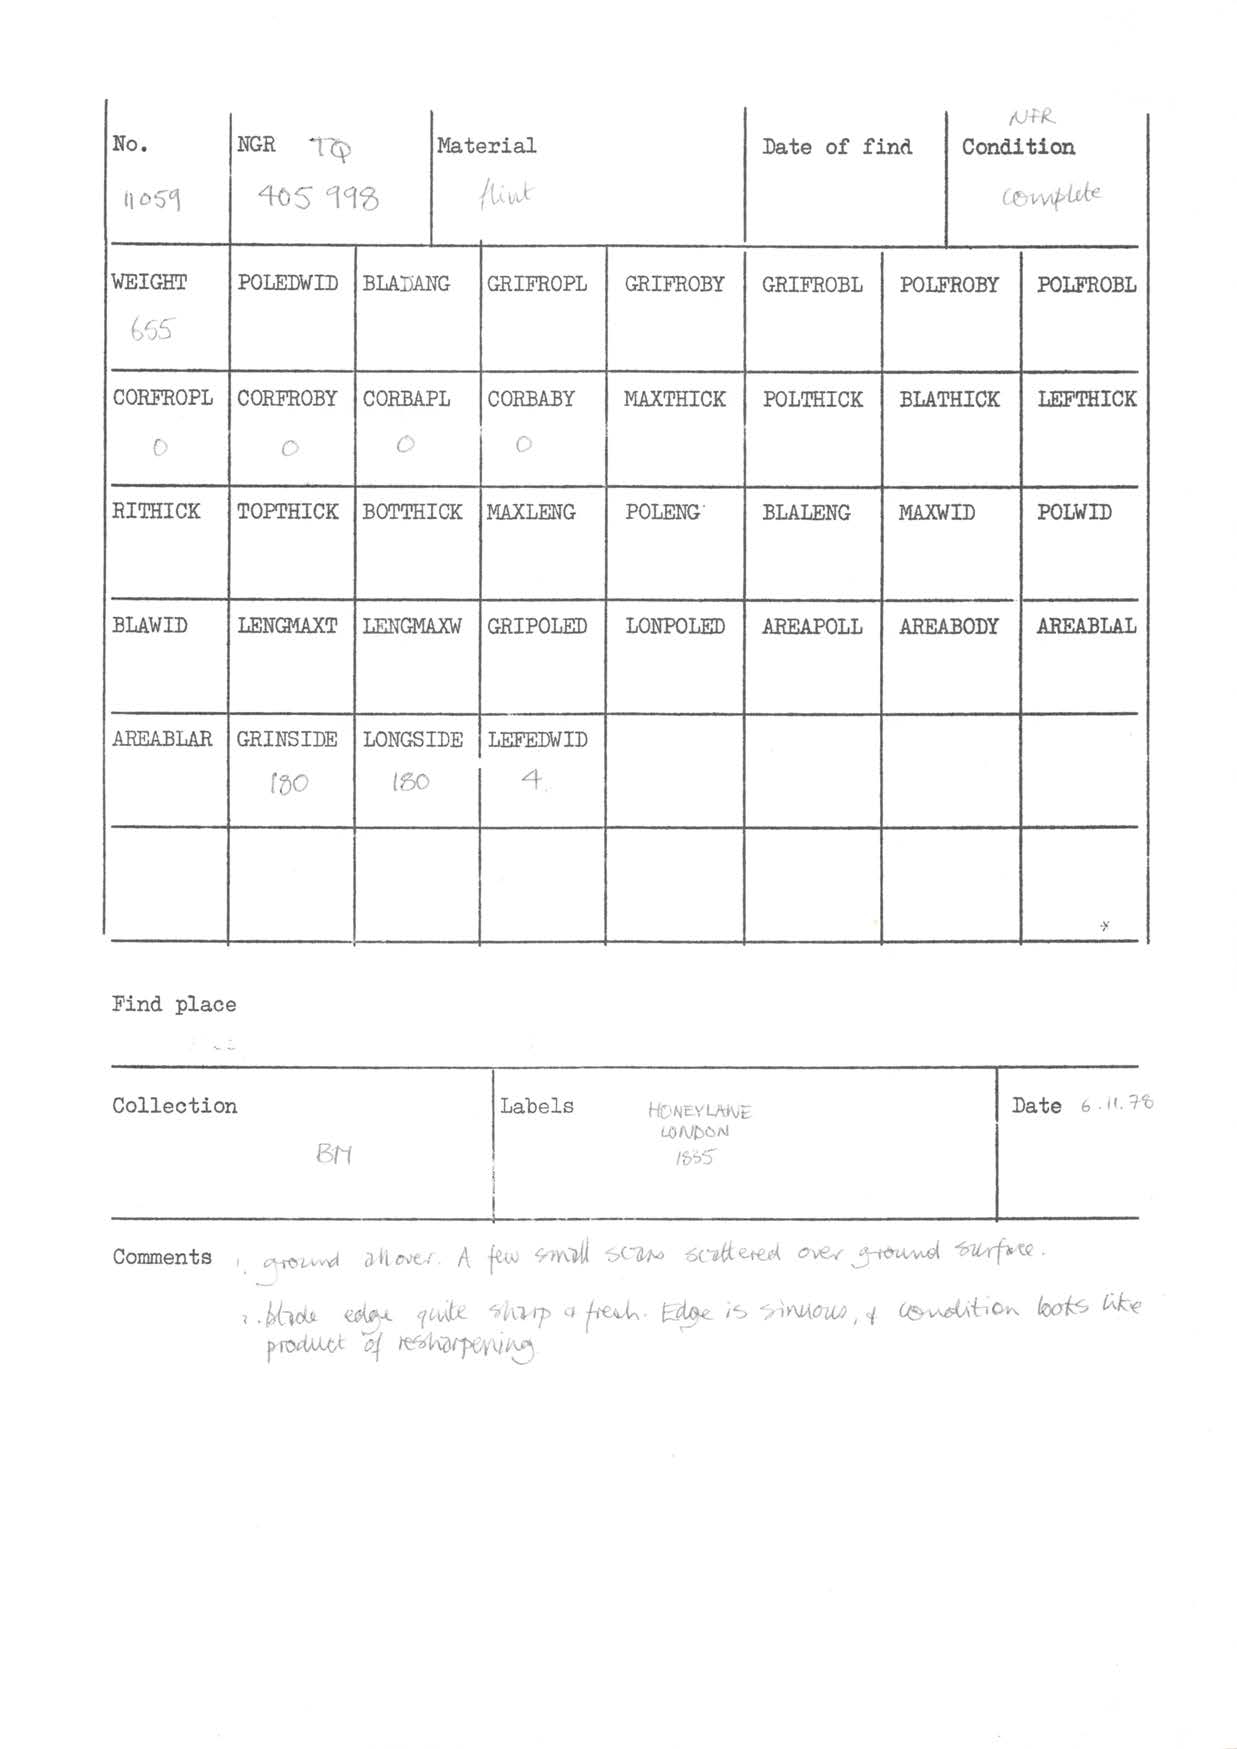 NFR
No. NGR TQ Material Date of find Condition
11059 405 998 flint complete
WEIGHT POLEDWID BLADANG GRIFROPL GRIFROBY GRIFROBL POLFROBY POLFROBL
655
CORFROPL CORFROBY CORBAPL CORBABY MAXTHICK POLTHICK BLATHICK LEFTHICK
0 0 0 0
RITHICK TOPTHICK BOTTHICK MAXLENG POLENG BLALENG MAXWID POLWID
BLAWID LENGMAXT LENGMAXW GRIPOLED LONPOLED AREAPOLL AREABODY AREABLAL
AREABLAR GRINSIDE LONGSIDE LEFEDWID
180 180 4.
*
Find place
Collection Labels HONEYLANE Date 6.11.78
LONDON
BM 1835
Comments 1. ground all over. A few small scars scattered over ground surface.
2. blade edge quite sharp & fresh. Edge is sinuous, & condition looks like
product of resharpening